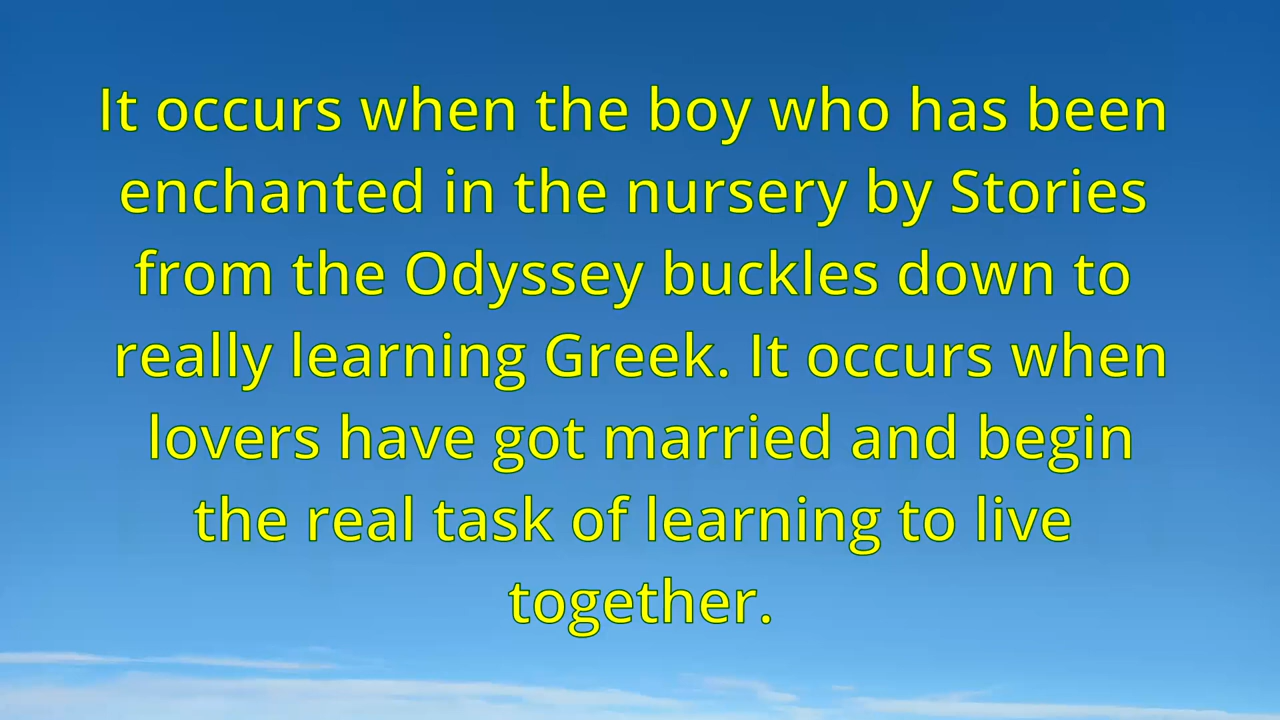 It occurs when the boy who has been
enchanted in the nursery by Stories
from the Odyssey buckles down to
really learning Greek. It occurs when
lovers have got married and begin
the real task of learning to live
together.